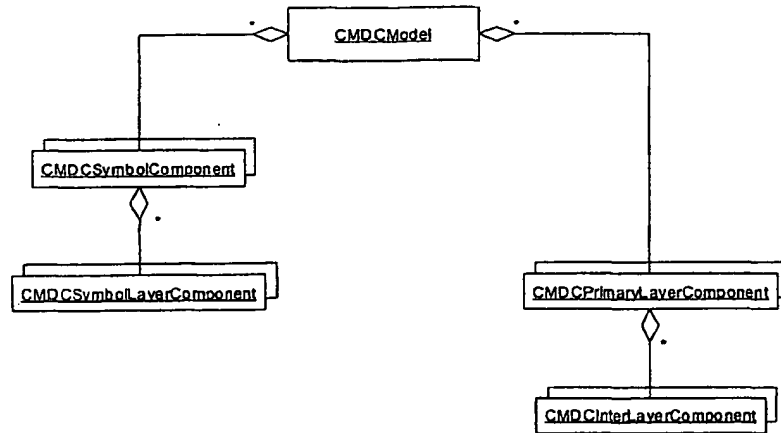 CMDCModel
CMDCSymbolComponent
CMDCSymbolLayerComponent
CMDCPrimaryLayerComponent
CMDCInterLayerComponent